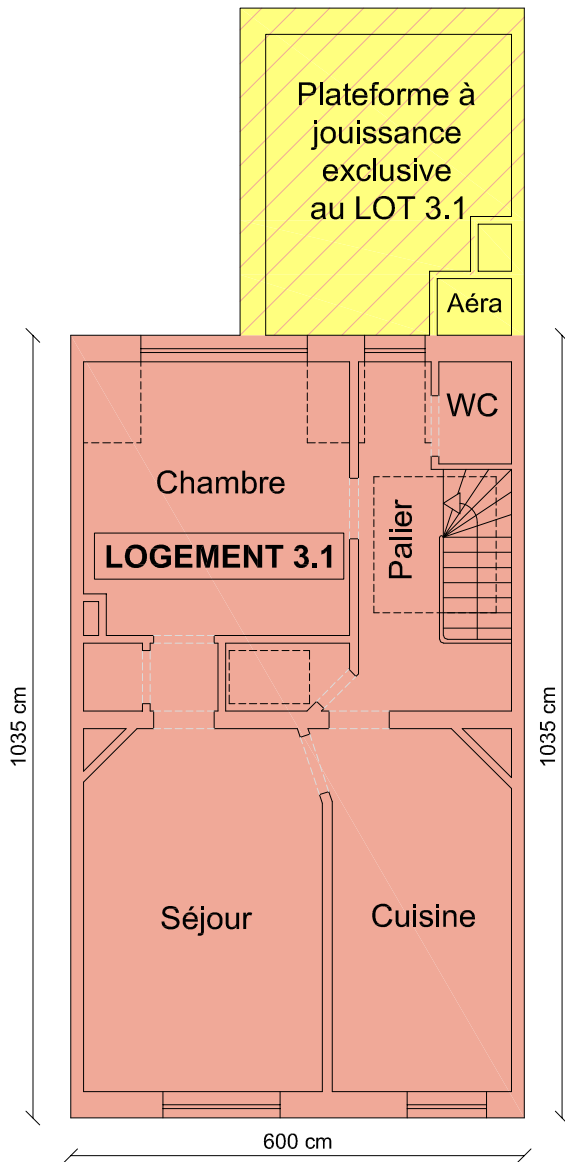 Plateforme à
jouissance
exclusive
au LOT 3.1
Aéra
WC
Chambre
Palier
LOGEMENT 3.1
1035 cm
1035 cm
Séjour
Cuisine
600 cm